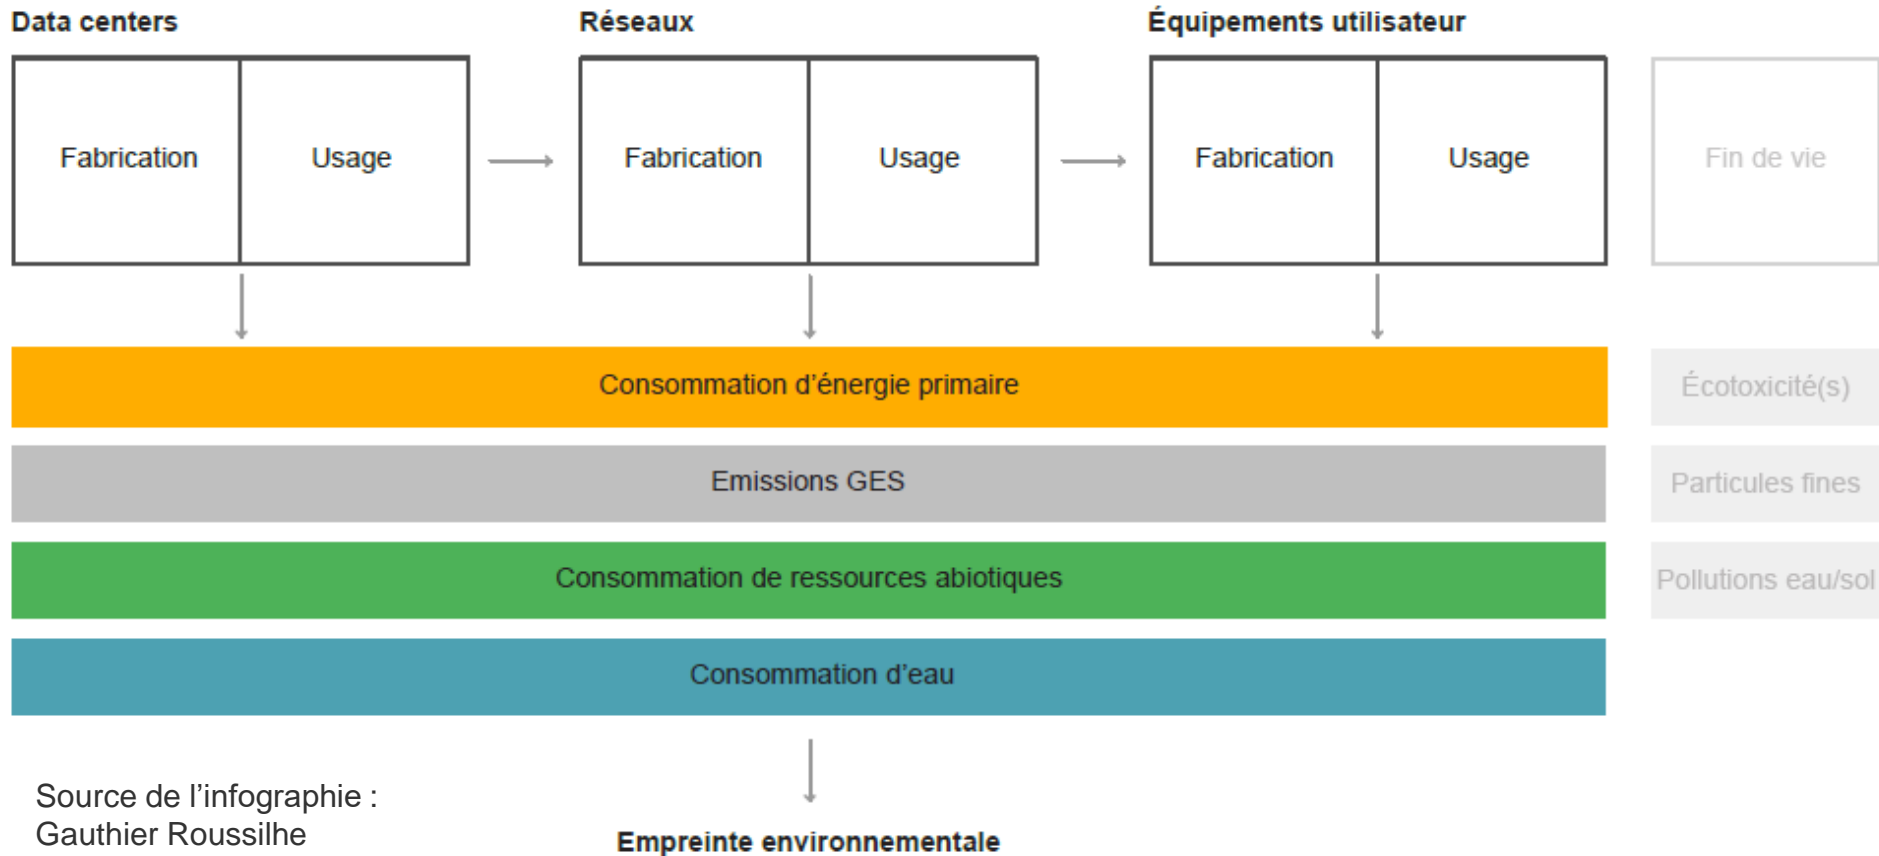 Data centers
Réseaux
Équipements utilisateur
Fabrication
Usage
Fabrication
Usage
Fabrication
Usage
Fin de vie
Consommation d’énergie primaire
Écotoxicité(s)
Emissions GES
Particules fines
Consommation de ressources abiotiques
Pollutions eau/sol
Consommation d’eau
Source de l’infographie :
Gauthier Roussilhe
Empreinte environnementale